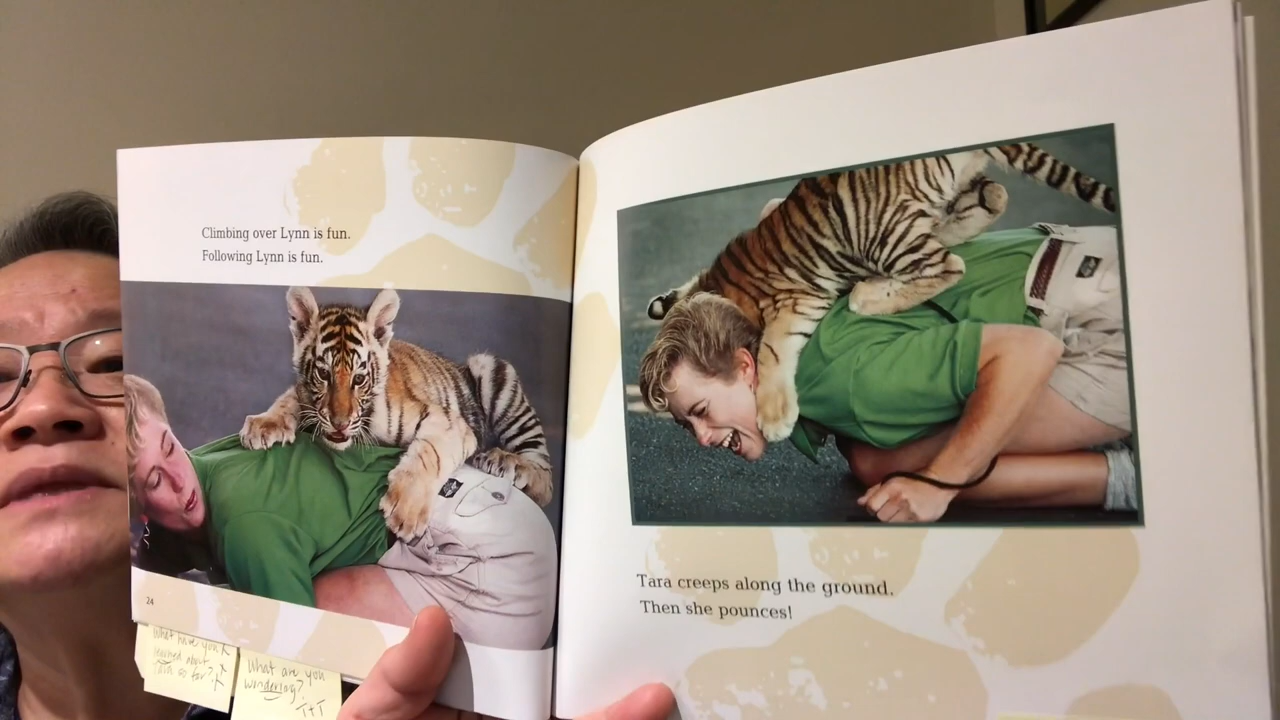 Climbing over Lynn is fun.
Following Lynn is fun.
24
What have you
learned about
Tara so far?
What are you
wondering?
T+T
Tara creeps along the ground.
Then she pounces!